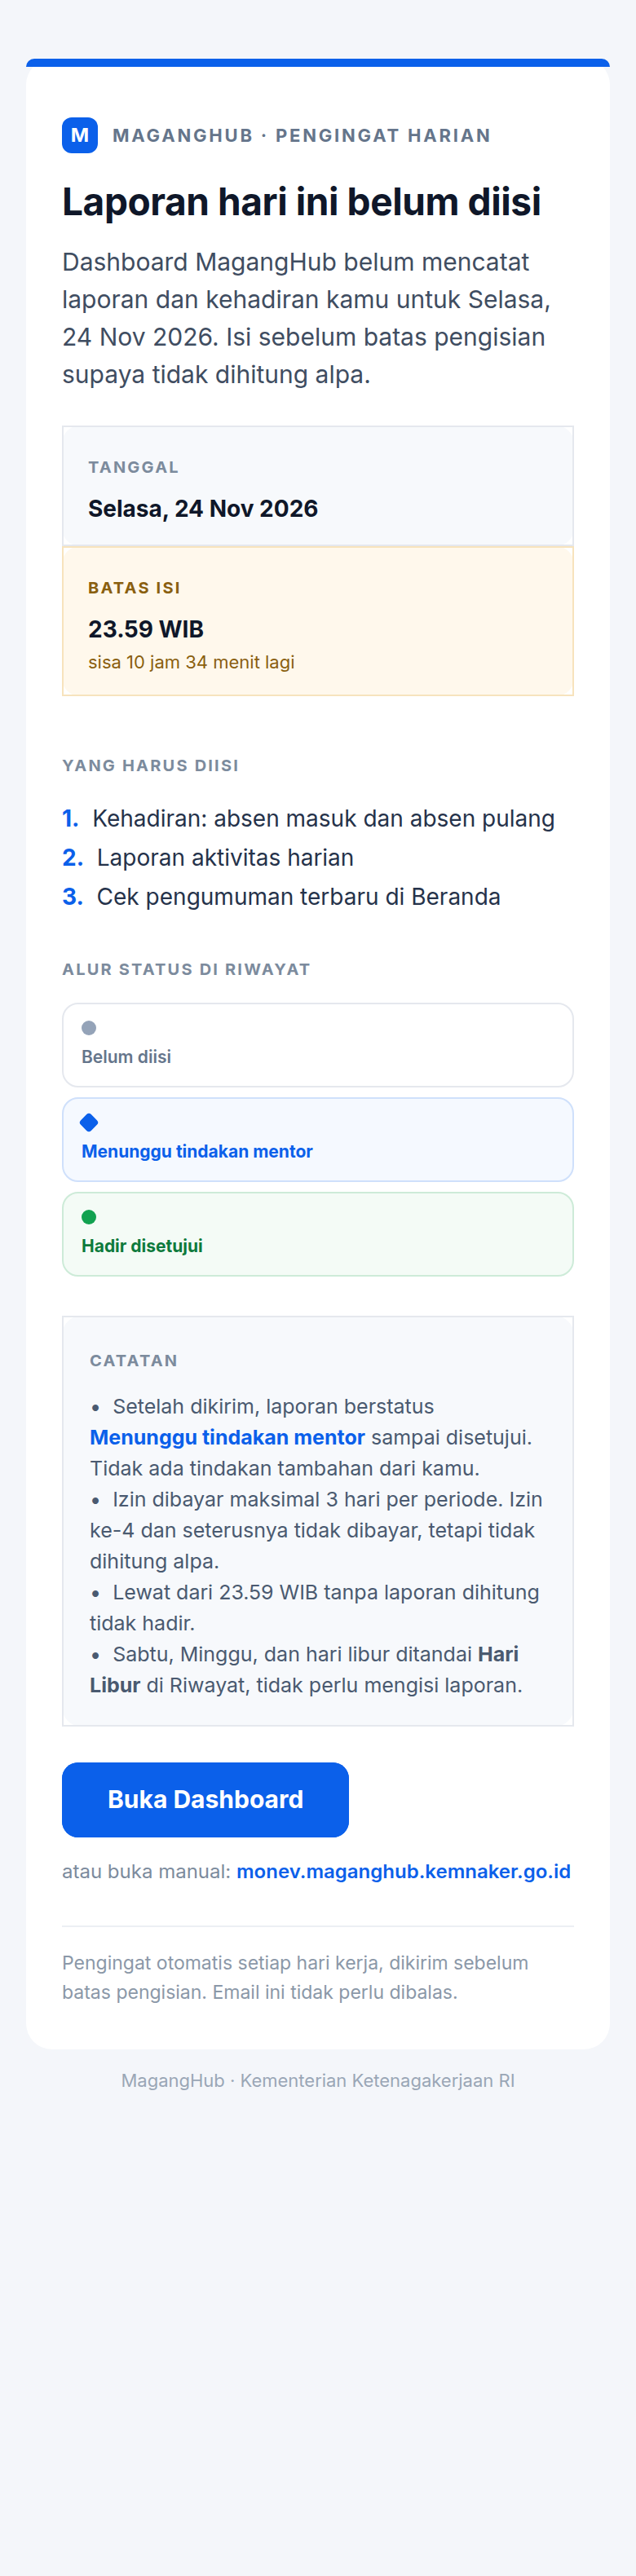 M MAGANGHUB · PENGINGAT HARIAN
Laporan hari ini belum diisi
Dashboard MagangHub belum mencatat
laporan dan kehadiran kamu untuk Selasa,
24 Nov 2026. Isi sebelum batas pengisian
supaya tidak dihitung alpa.
TANGGAL
Selasa, 24 Nov 2026
BATAS ISI
23.59 WIB
sisa 10 jam 34 menit lagi
YANG HARUS DIISI
1. Kehadiran: absen masuk dan absen pulang
2. Laporan aktivitas harian
3. Cek pengumuman terbaru di Beranda
ALUR STATUS DI RIWAYAT
Belum diisi
Menunggu tindakan mentor
Hadir disetujui
CATATAN
• Setelah dikirim, laporan berstatus
Menunggu tindakan mentor sampai disetujui.
Tidak ada tindakan tambahan dari kamu.
• Izin dibayar maksimal 3 hari per periode. Izin
ke-4 dan seterusnya tidak dibayar, tetapi tidak
dihitung alpa.
• Lewat dari 23.59 WIB tanpa laporan dihitung
tidak hadir.
• Sabtu, Minggu, dan hari libur ditandai Hari
Libur di Riwayat, tidak perlu mengisi laporan.
Buka Dashboard
atau buka manual: monev.maganghub.kemnaker.go.id
Pengingat otomatis setiap hari kerja, dikirim sebelum
batas pengisian. Email ini tidak perlu dibalas.
MagangHub · Kementerian Ketenagakerjaan RI